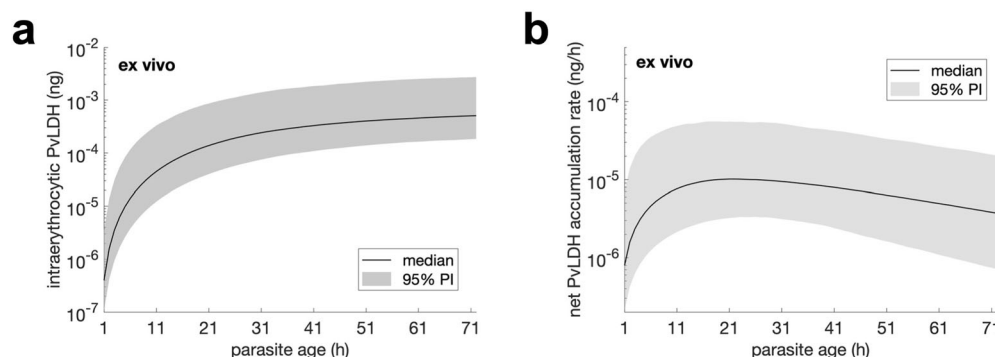 a
ex vivo
intraerythrocytic PvLDH (ng)
10^-2
10^-3
10^-4
10^-5
10^-6
10^-7
median
95% PI
1 11 21 31 41 51 61 71
parasite age (h)
b
ex vivo
net PvLDH accumulation rate (ng/h)
10^-4
10^-5
10^-6
median
95% PI
1 11 21 31 41 51 61 71
parasite age (h)